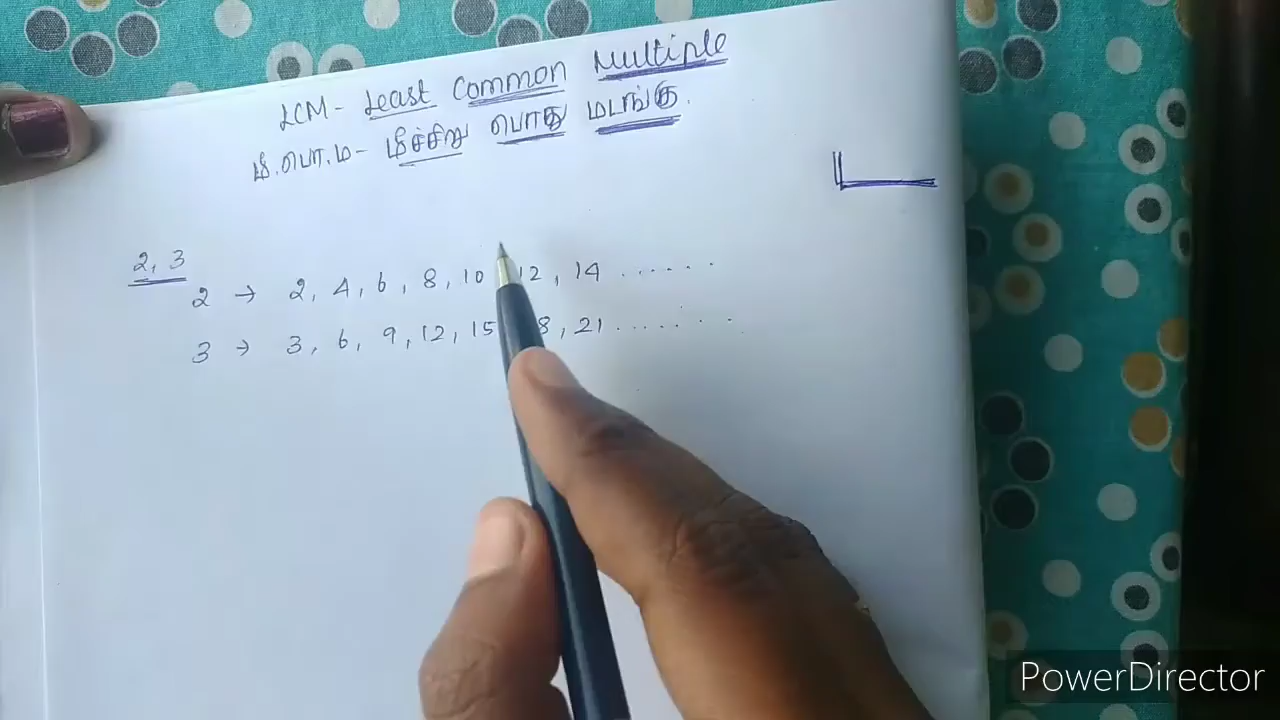 LCM - Least Common Multiple
மீ.பொ.ம - மீச்சிறு பொது மடங்கு.
2, 3
2 → 2, 4, 6, 8, 10 12, 14 ......
3 → 3, 6, 9, 12, 15 8, 21 .......
PowerDirector